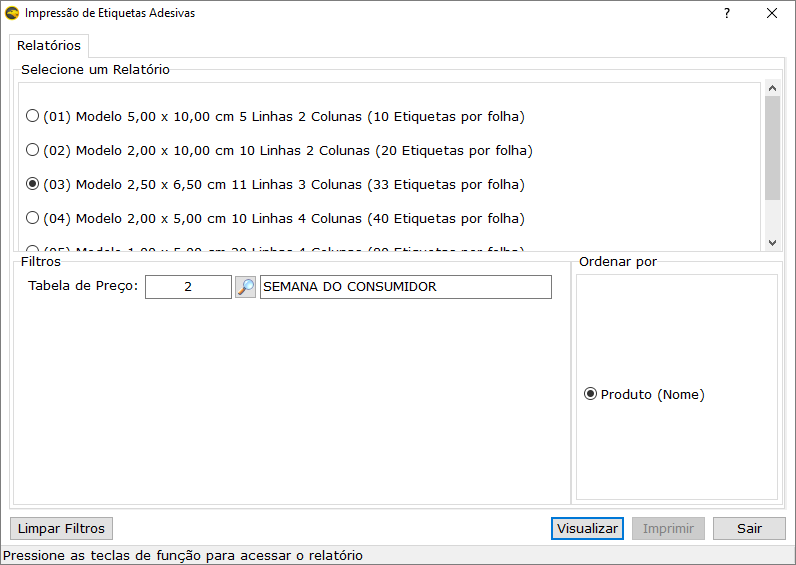 Impressão de Etiquetas Adesivas
?
Relatórios
Selecione um Relatório
(01) Modelo 5,00 x 10,00 cm 5 Linhas 2 Colunas (10 Etiquetas por folha)
(02) Modelo 2,00 x 10,00 cm 10 Linhas 2 Colunas (20 Etiquetas por folha)
(03) Modelo 2,50 x 6,50 cm 11 Linhas 3 Colunas (33 Etiquetas por folha)
(04) Modelo 2,00 x 5,00 cm 10 Linhas 4 Colunas (40 Etiquetas por folha)
Filtros
Ordenar por
Tabela de Preço: 2 SEMANA DO CONSUMIDOR
Produto (Nome)
Limpar Filtros Visualizar Imprimir Sair
Pressione as teclas de função para acessar o relatório